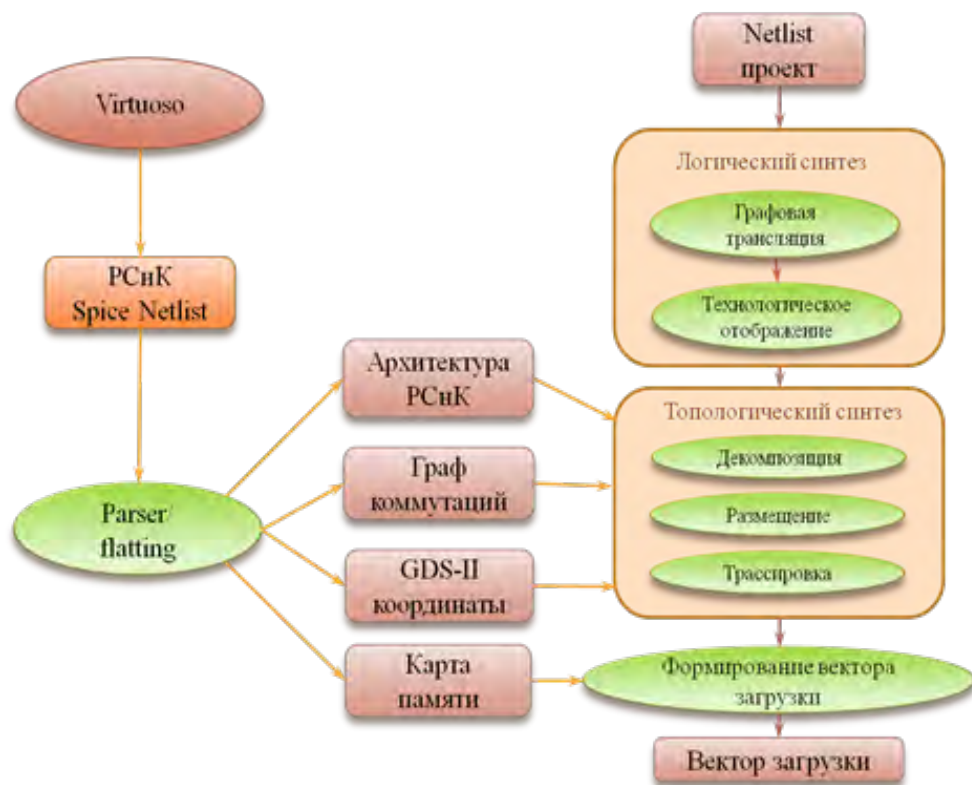 Netlist
проект
Virtuoso
Логический синтез
Графовая
трансляция
РСнК
Spice Netlist
Технологическое
отображение
Архитектура
РСнК
Топологический синтез
Декомпозиция
Граф
коммутаций
Размещение
Parser/
flatting
GDS-II
координаты
Трассировка
Карта
памяти
Формирование вектора
загрузки
Вектор загрузки